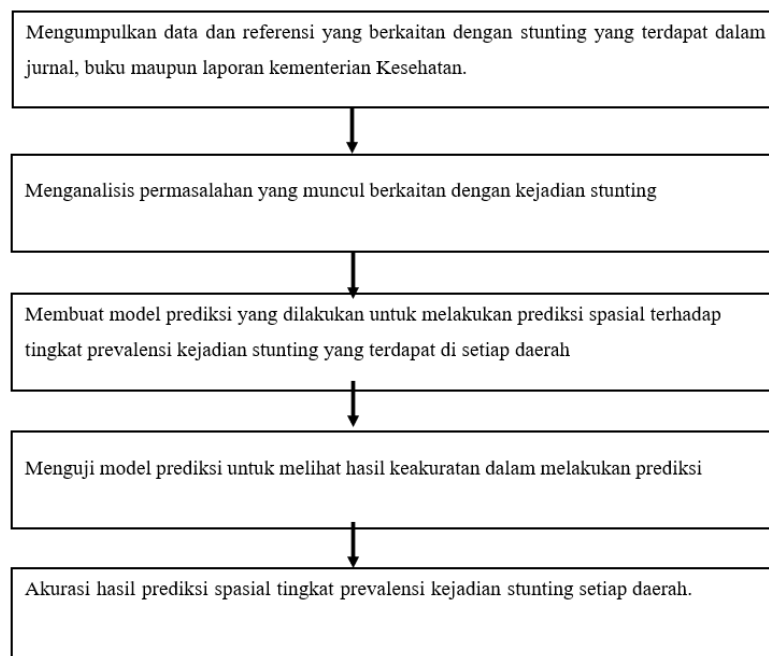 Mengumpulkan data dan referensi yang berkaitan dengan stunting yang terdapat dalam
jurnal, buku maupun laporan kementerian Kesehatan.
Menganalisis permasalahan yang muncul berkaitan dengan kejadian stunting
Membuat model prediksi yang dilakukan untuk melakukan prediksi spasial terhadap
tingkat prevalensi kejadian stunting yang terdapat di setiap daerah
Menguji model prediksi untuk melihat hasil keakuratan dalam melakukan prediksi
Akurasi hasil prediksi spasial tingkat prevalensi kejadian stunting setiap daerah.